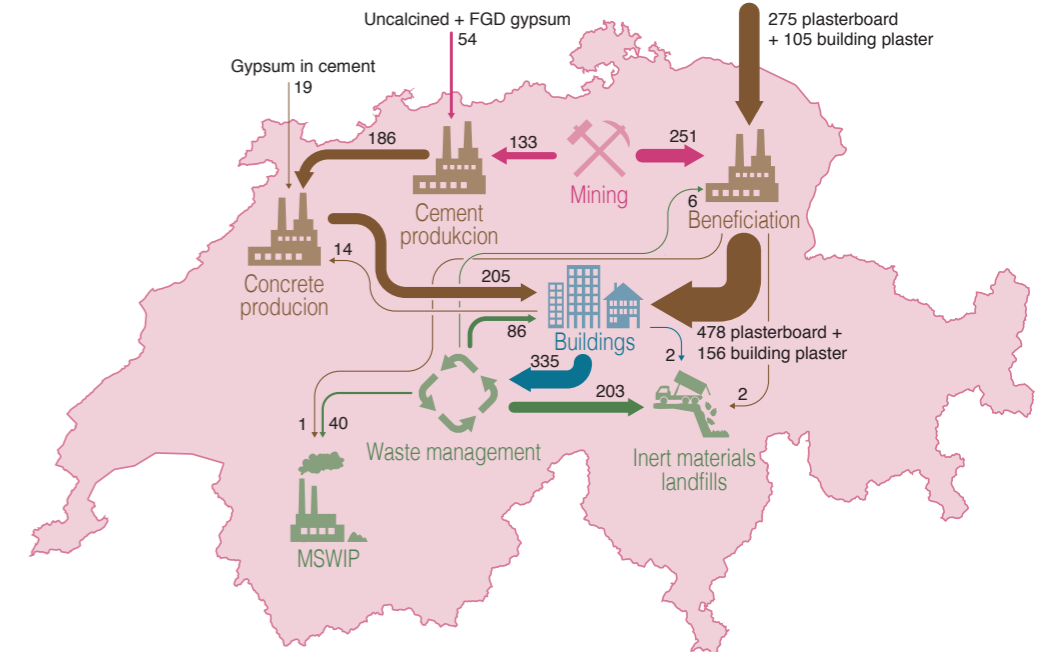 Uncalcined + FGD gypsum
54
275 plasterboard
+ 105 building plaster
Gypsum in cement
19
186
133
251
Mining
Cement
produkcion
6
Beneficiation
14
Concrete
producion
205
86
Buildings
478 plasterboard +
156 building plaster
335
2
203
2
1
40
Waste management
Inert materials
landfills
MSWIP